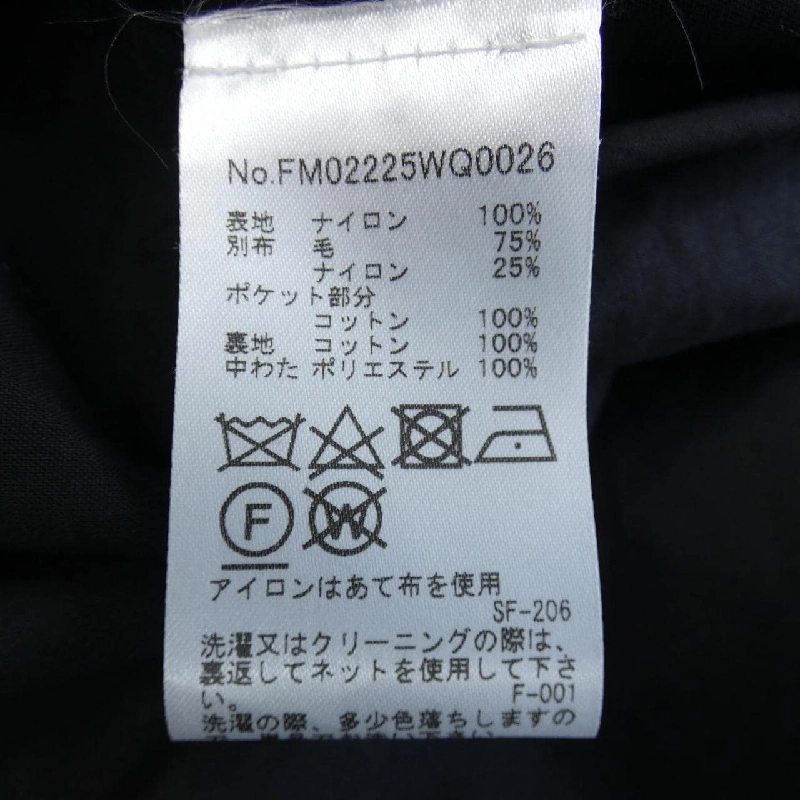 No.FM02225WQ0026
表地 ナイロン 100%
別布 毛 75%
ナイロン 25%
ポケット部分
コットン 100%
裏地 コットン 100%
中わた ポリエステル 100%
F W
アイロンはあて布を使用
SF-206
洗濯又はクリーニングの際は、
裏返してネットを使用して下さ
い。 F-001
洗濯の際、多少色落ちしますの